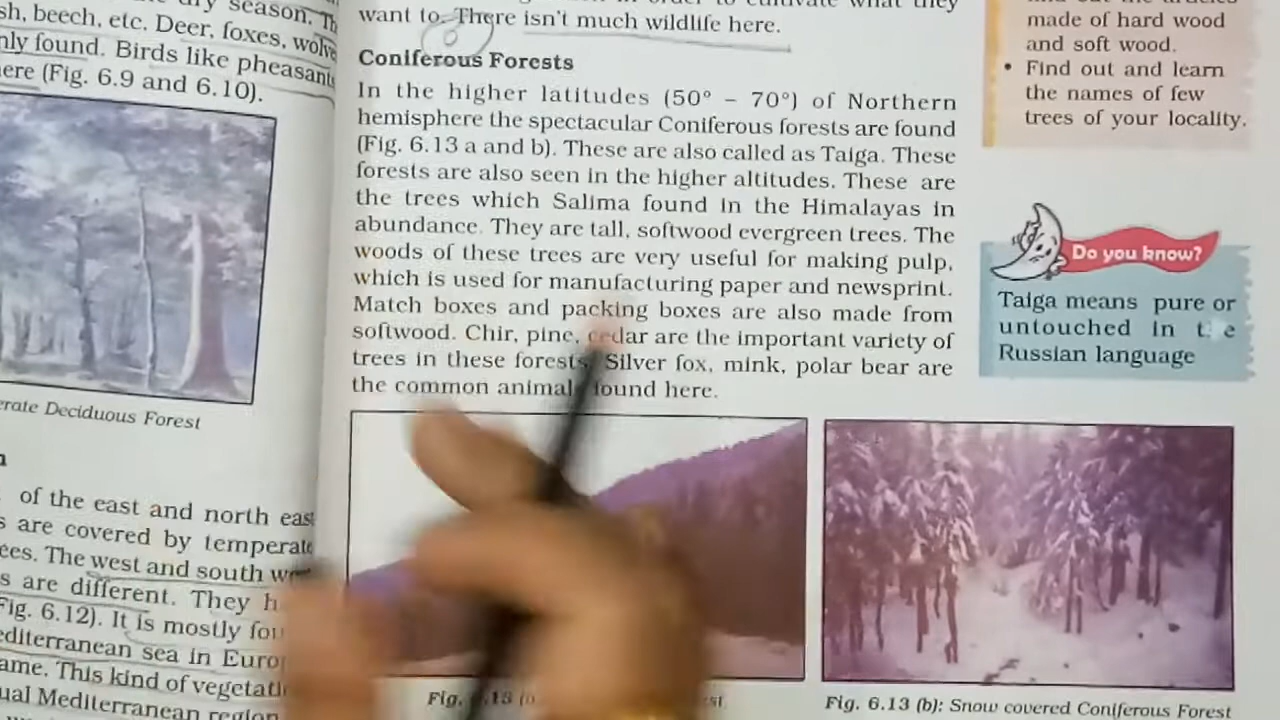 season. Th
sh, beech, etc. Deer, foxes, wolve
nly found. Birds like pheasants
ere (Fig. 6.9 and 6.10).
erate Deciduous Forest
of the east and north east
s are covered by temperate
ees. The west and south we
s are different. They h
Fig. 6.12). It is mostly fou
editerranean sea in Euro
ame. This kind of vegetati
ual Mediterranean region
want to. There isn't much wildlife here.
Coniferous Forests
In the higher latitudes (50° – 70°) of Northern
hemisphere the spectacular Coniferous forests are found
(Fig. 6.13 a and b). These are also called as Taiga. These
forests are also seen in the higher altitudes. These are
the trees which Salima found in the Himalayas in
abundance. They are tall, softwood evergreen trees. The
woods of these trees are very useful for making pulp,
which is used for manufacturing paper and newsprint.
Match boxes and packing boxes are also made from
softwood. Chir, pine, cedar are the important variety of
trees in these forests. Silver fox, mink, polar bear are
the common animals found here.
Fig. 6.13 (a
st
Fig. 6.13 (b): Snow covered Coniferous Forest
made of hard wood
and soft wood.
• Find out and learn
the names of few
trees of your locality.
Do you know?
Taiga means pure or
untouched in the
Russian language